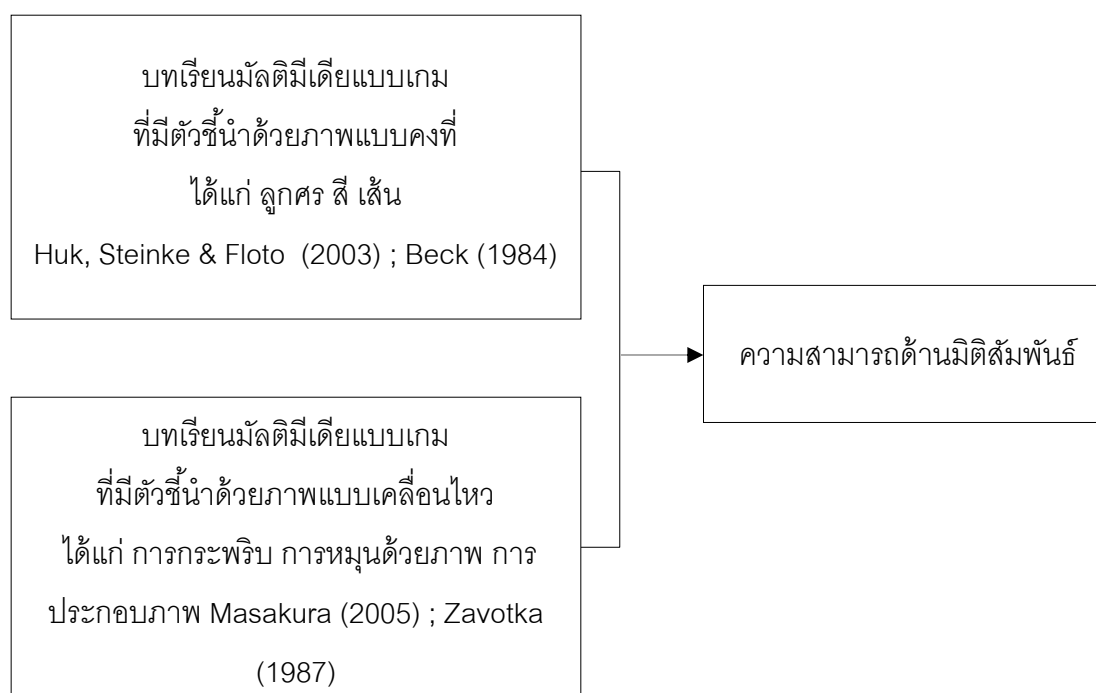 บทเรียนมัลติมีเดียแบบเกม
ที่มีตัวชี้นำด้วยภาพแบบคงที่
ได้แก่ ลูกศร สี เส้น
Huk, Steinke & Floto (2003) ; Beck (1984)
ความสามารถด้านมิติสัมพันธ์
บทเรียนมัลติมีเดียแบบเกม
ที่มีตัวชี้นำด้วยภาพแบบเคลื่อนไหว
ได้แก่ การกระพริบ การหมุนด้วยภาพ การ
ประกอบภาพ Masakura (2005) ; Zavotka
(1987)